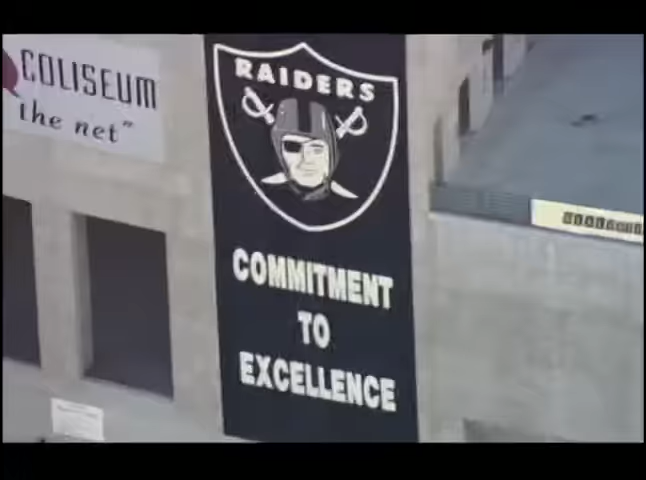 COLISEUM
the net"
RAIDERS
COMMITMENT
TO
EXCELLENCE